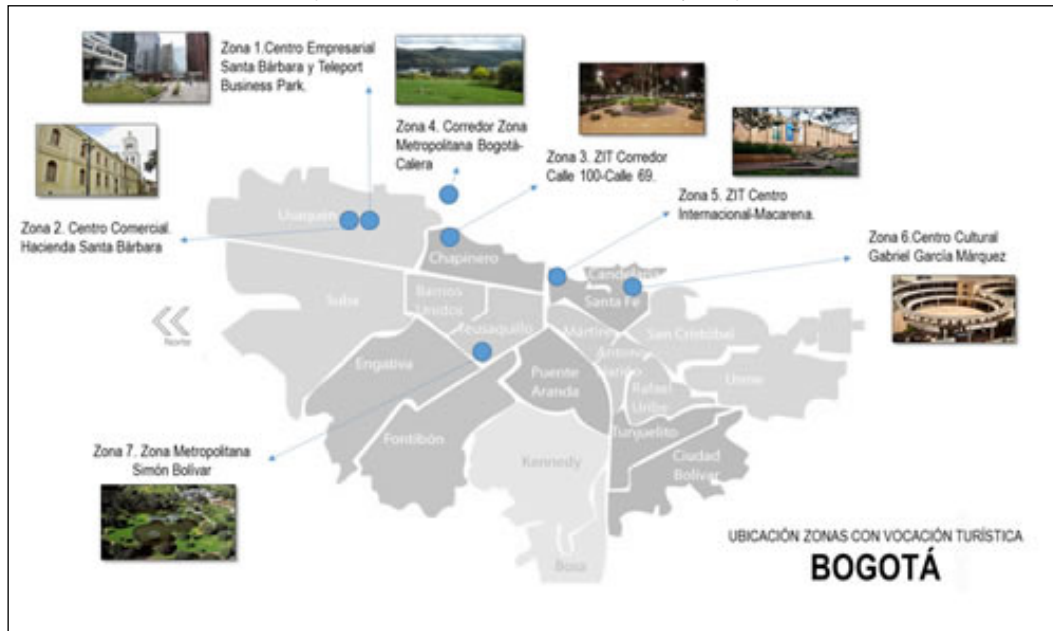 Zona 1.Centro Empresarial
Santa Bárbara y Teleport
Business Park.
Zona 4. Corredor Zona
Metropolitana Bogotá-
Calera
Zona 3. ZIT Corredor
Calle 100-Calle 69.
Zona 5. ZIT Centro
Internacional-Macarena.
Zona 2. Centro Comercial.
Hacienda Santa Bárbara
Zona 6.Centro Cultural
Gabriel García Márquez
Usaquén
Chapinero
Candelaria
Santa Fé
Suba
Barrios
Unidos
Teusaquillo
Mártires
San Cristóbal
Norte
Engativa
Antonio
Nariño
Puente
Aranda
Rafael
Uribe
Usme
Fontibón
Tunjuelito
Ciudad
Bolívar
Kennedy
Bosa
Zona 7. Zona Metropolitana
Simón Bolívar
UBICACIÓN ZONAS CON VOCACIÓN TURÍSTICA
BOGOTÁ